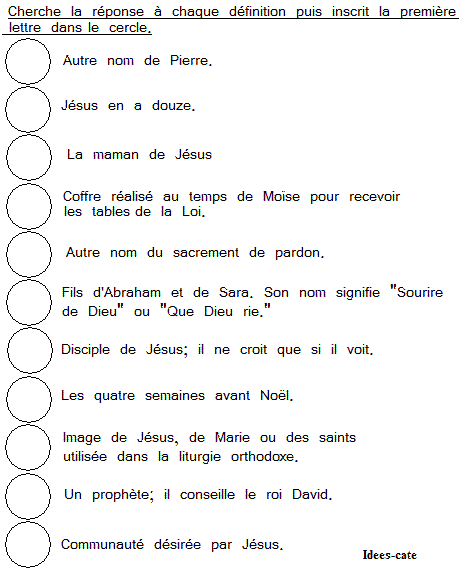 Cherche la réponse à chaque définition puis inscrit la première
lettre dans le cercle.
Autre nom de Pierre.
Jésus en a douze.
La maman de Jésus
Coffre réalisé au temps de Moïse pour recevoir
les tables de la Loi.
Autre nom du sacrement de pardon.
Fils d'Abraham et de Sara. Son nom signifie "Sourire
de Dieu" ou "Que Dieu rie."
Disciple de Jésus; il ne croit que si il voit.
Les quatre semaines avant Noël.
Image de Jésus, de Marie ou des saints
utilisée dans la liturgie orthodoxe.
Un prophète; il conseille le roi David.
Communauté désirée par Jésus.
Idees-cate